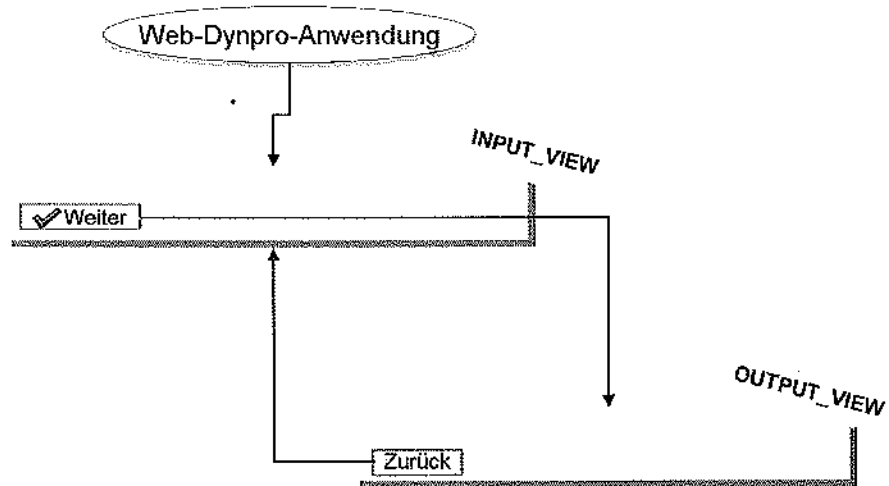 Web-Dynpro-Anwendung
INPUT_VIEW
Weiter
OUTPUT_VIEW
Zurück